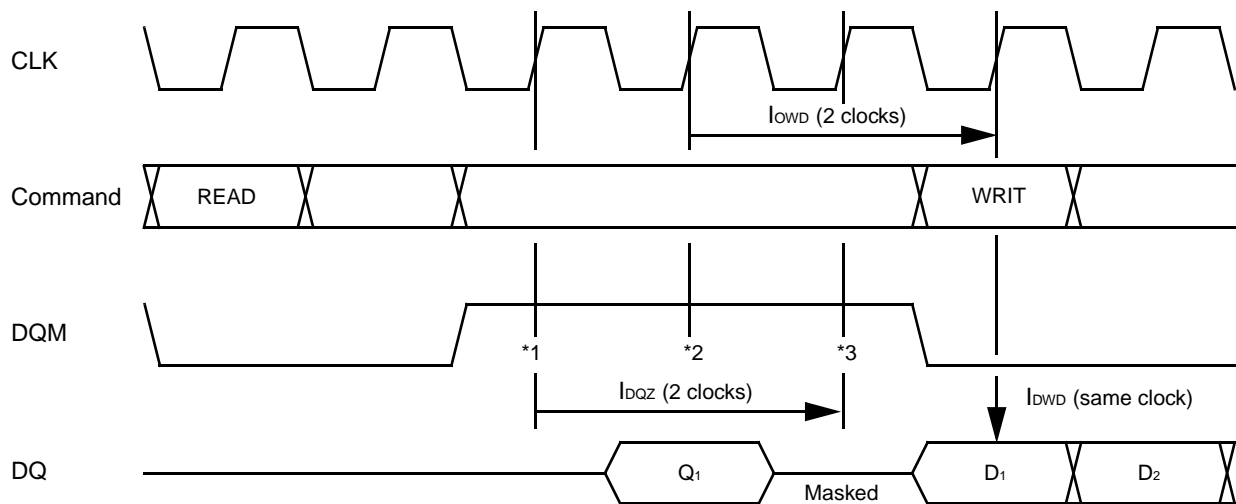 CLK
IOWD (2 clocks)
Command READ WRIT
DQM
*1 *2 *3
IDQZ (2 clocks)
IDWD (same clock)
DQ Q1 Masked D1 D2